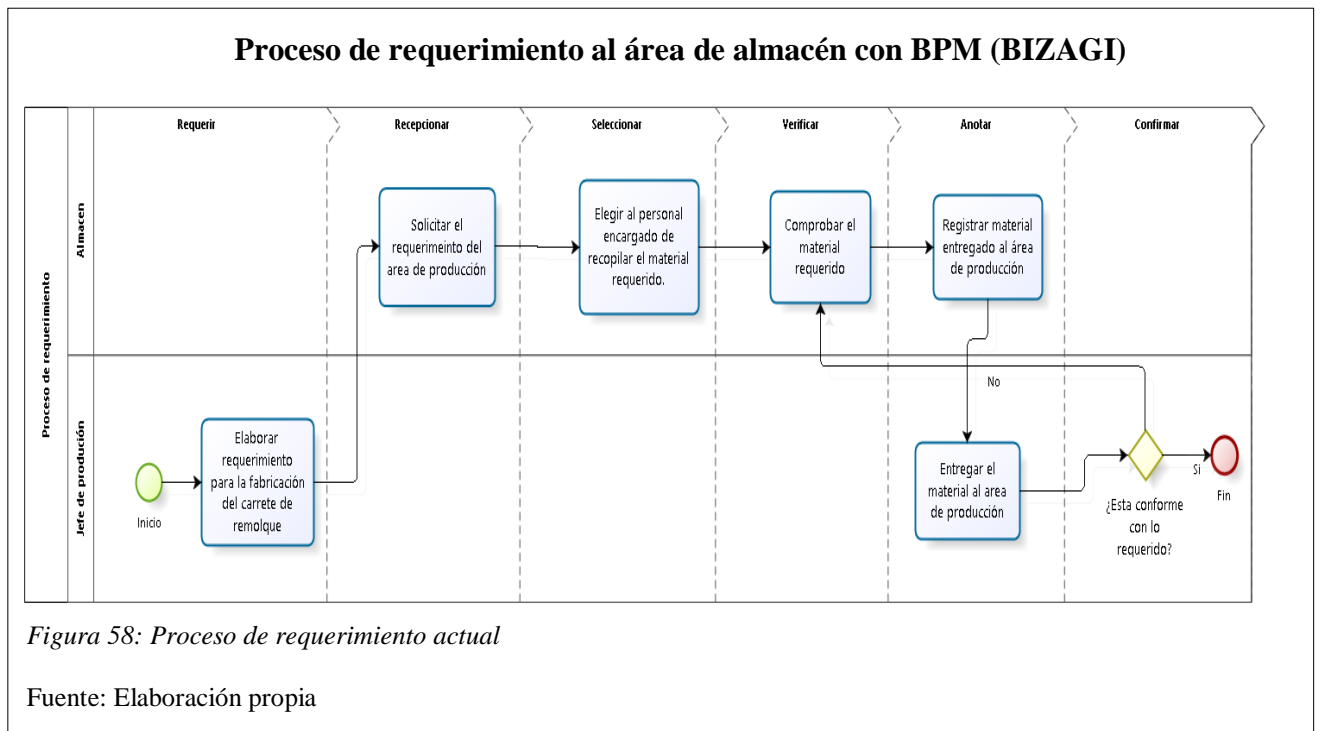 Proceso de requerimiento al área de almacén con BPM (BIZAGI)
Requerir
Recepcionar
Seleccionar
Verificar
Anotar
Confirmar
Proceso de requerimiento
Almacen
Solicitar el
requerimeinto del
area de producción
Elegir al personal
encargado de
recopilar el material
requerido.
Comprobar el
material
requerido
Registrar material
entregado al área
de producción
Jefe de produción
Inicio
Elaborar
requerimiento
para la fabricación
del carrete de
remolque
Entregar el
material al area
de producción
No
¿Esta conforme
con lo
requerido?
Si
Fin
Figura 58: Proceso de requerimiento actual
Fuente: Elaboración propia